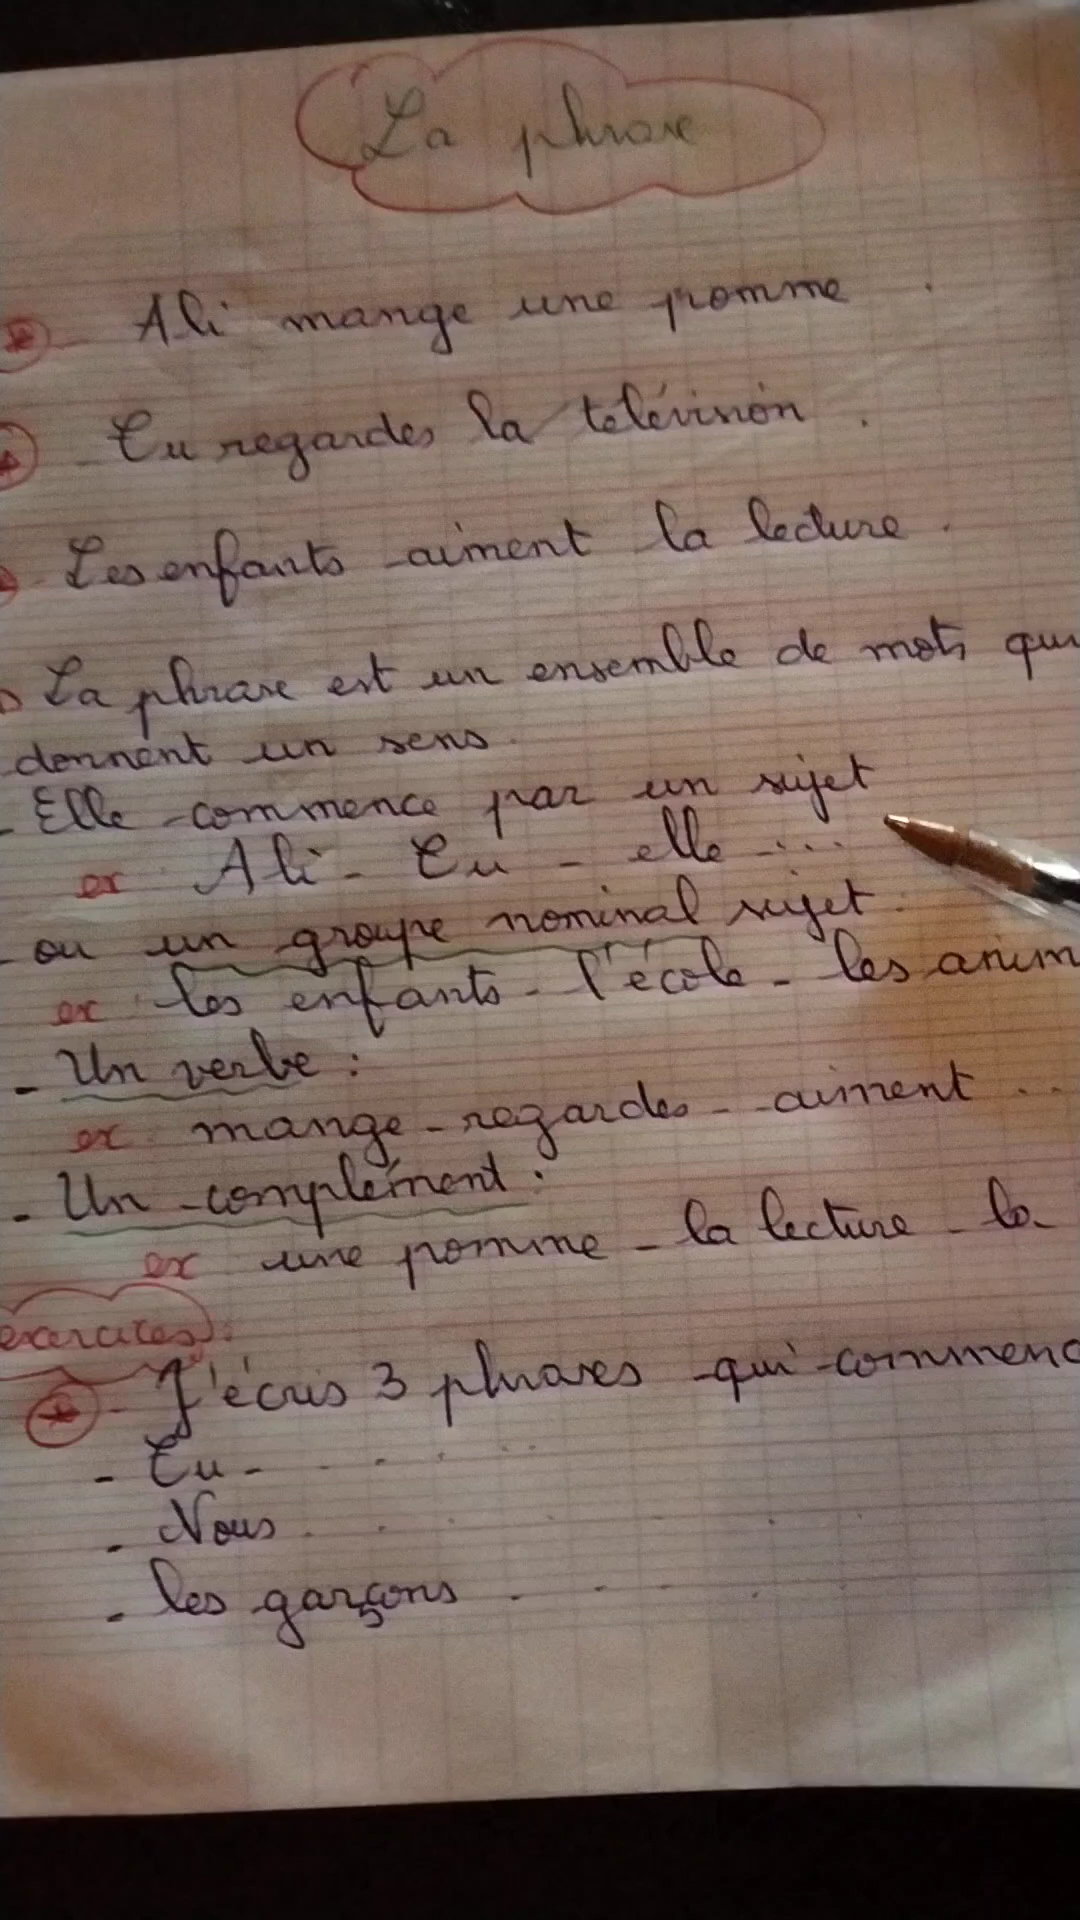 La phrase
Ali mange une pomme .
Tu regardes la télévision .
Les enfants aiment la lecture .
La phrase est un ensemble de mots qui
donnent un sens.
- Elle commence par un sujet
ex Ali - Tu - elle ...
- ou un groupe nominal sujet.
ex les enfants - l'école - les anim
- Un verbe :
ex mange - regardes - aiment ..
- Un complément :
ex une pomme - la lecture - la
exercices :
- J'écris 3 phrases qui commenc
- Tu - . . . .
- Nous . . . . . .
- les garçons . . . .